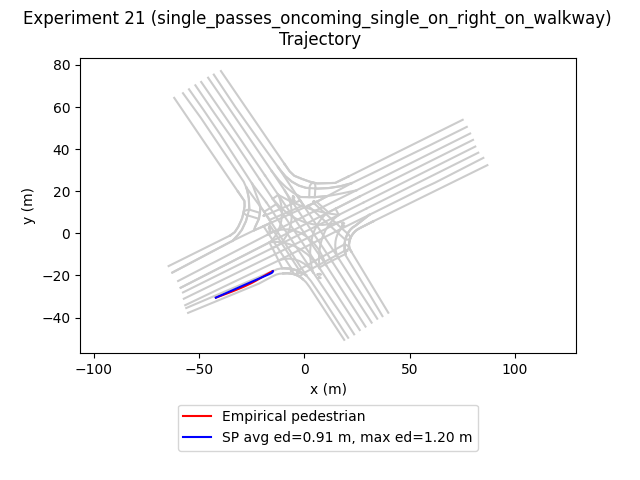 Experiment 21 (single_passes_oncoming_single_on_right_on_walkway)
Trajectory
80
60
40
20
0
−20
−40
y (m)
−100
−50
0
50
100
x (m)
Empirical pedestrian
SP avg ed=0.91 m, max ed=1.20 m